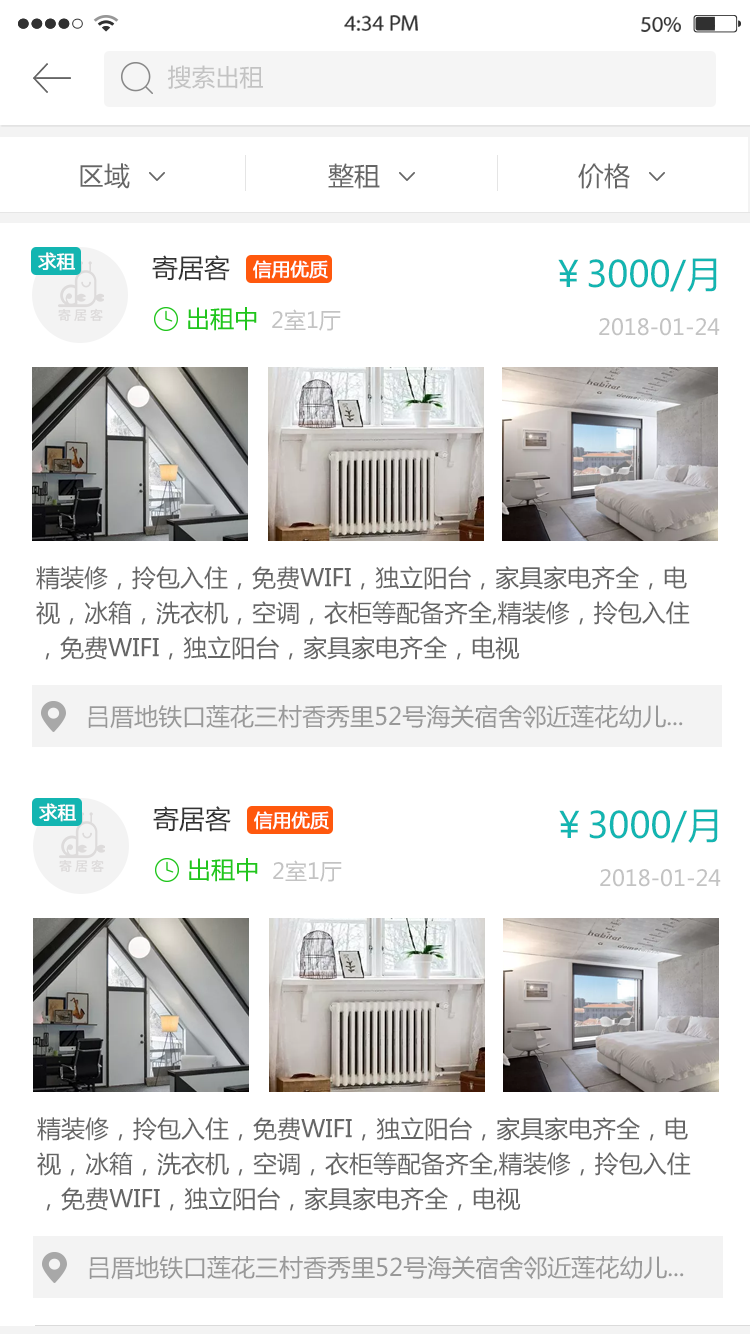 4:34 PM
50%
搜索出租
区域
整租
价格
求租
寄居客
寄居客
信用优质
¥ 3000/月
出租中
2室1厅
2018-01-24
habitat
精装修，拎包入住，免费WIFI，独立阳台，家具家电齐全，电
视，冰箱，洗衣机，空调，衣柜等配备齐全,精装修，拎包入住
，免费WIFI，独立阳台，家具家电齐全，电视
吕厝地铁口莲花三村香秀里52号海关宿舍邻近莲花幼儿...
求租
寄居客
寄居客
信用优质
¥ 3000/月
出租中
2室1厅
2018-01-24
habitat
精装修，拎包入住，免费WIFI，独立阳台，家具家电齐全，电
视，冰箱，洗衣机，空调，衣柜等配备齐全,精装修，拎包入住
，免费WIFI，独立阳台，家具家电齐全，电视
吕厝地铁口莲花三村香秀里52号海关宿舍邻近莲花幼儿...